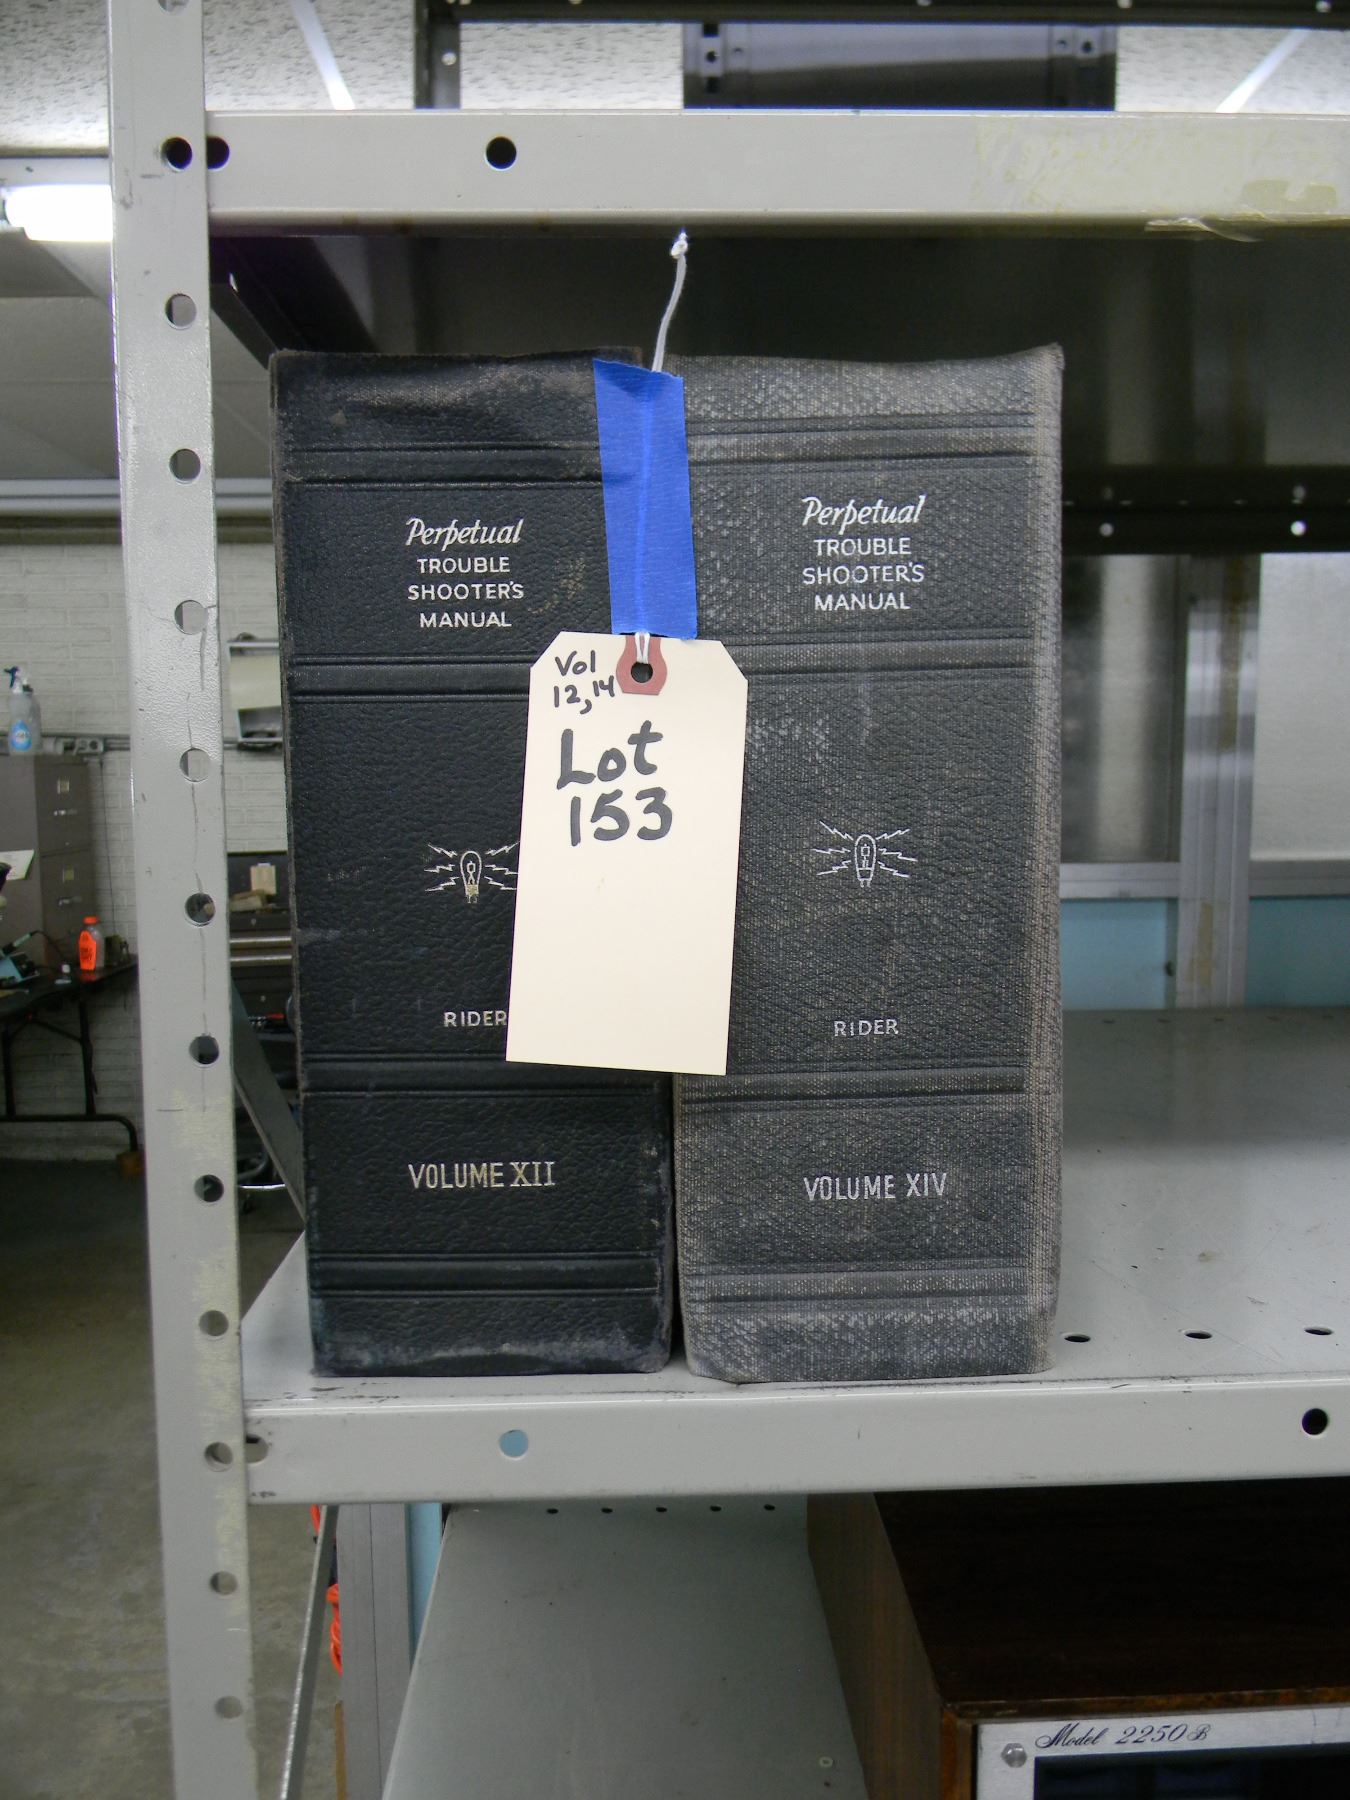 Perpetual
TROUBLE
SHOOTER'S
MANUAL
RIDER
VOLUME XII
Vol
12, 14
Lot
153
Perpetual
TROUBLE
SHOOTER'S
MANUAL
RIDER
VOLUME XIV
Model 2250B